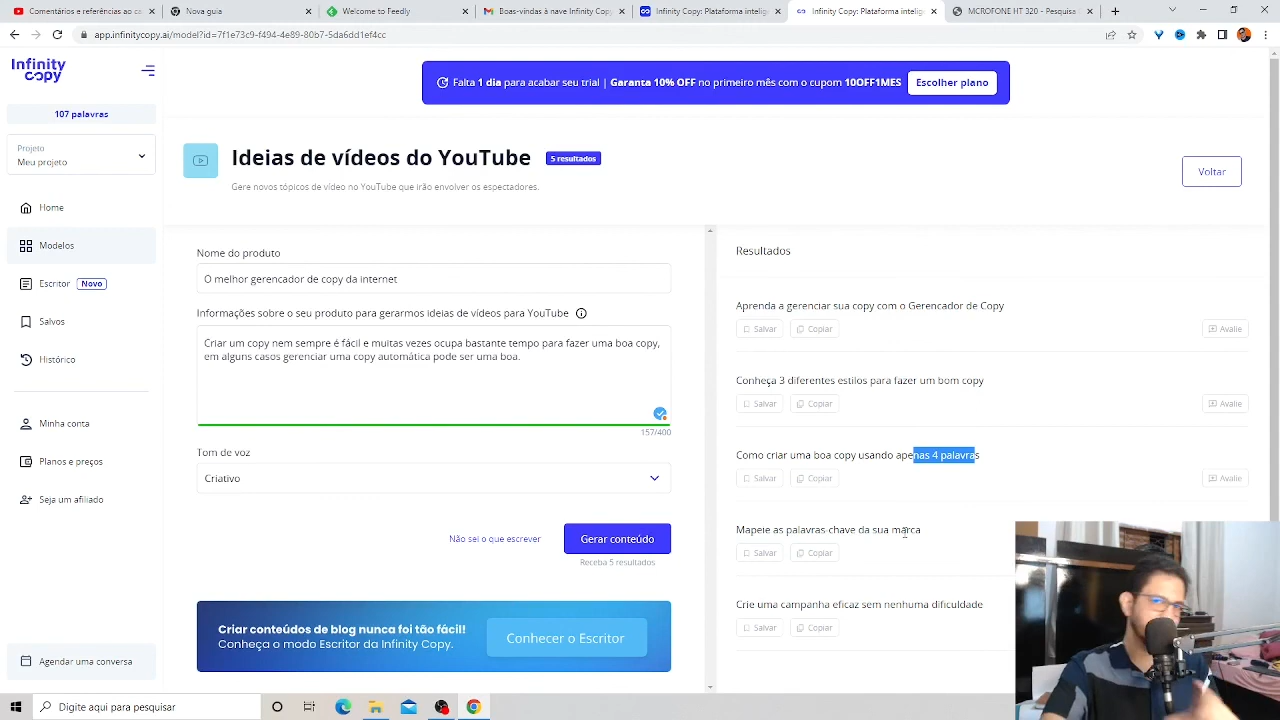 Comentários e referências ao ca
Nova guia
Welcome to Feedly
Boas-vindas à nave Infinity Copy
Infinity Copy: Plataforma intelige
Infinity Copy: Plataforma intelige
MICROFONE HT 320 - Pesquisa
app.infinitycopy.ai/model?id=7f1e73c9-f494-4e89-80b7-5da6dd1ef4cc
Infinity copy
Falta 1 dia para acabar seu trial | Garanta 10% OFF no primeiro mês com o cupom 10OFF1MES
Escolher plano
107 palavras
Projeto
Meu projeto
Home
Modelos
Escritor Novo
Salvos
Histórico
Minha conta
Planos e preços
Seja um afiliado
Agendar uma conversa
Ideias de vídeos do YouTube
5 resultados
Gere novos tópicos de vídeo no YouTube que irão envolver os espectadores.
Voltar
Nome do produto
O melhor gerencador de copy da internet
Informações sobre o seu produto para gerarmos ideias de vídeos para YouTube
Criar um copy nem sempre é fácil e muitas vezes ocupa bastante tempo para fazer uma boa copy,
em alguns casos gerenciar uma copy automática pode ser uma boa.
157/400
Tom de voz
Criativo
Não sei o que escrever
Gerar conteúdo
Receba 5 resultados
Criar conteúdos de blog nunca foi tão fácil!
Conheça o modo Escritor da Infinity Copy.
Conhecer o Escritor
Resultados
Aprenda a gerenciar sua copy com o Gerencador de Copy
Salvar
Copiar
Avalie
Conheça 3 diferentes estilos para fazer um bom copy
Salvar
Copiar
Avalie
Como criar uma boa copy usando apenas 4 palavras
Salvar
Copiar
Avalie
Mapeie as palavras-chave da sua marca
Salvar
Copiar
Crie uma campanha eficaz sem nenhuma dificuldade
Salvar
Copiar
Digite aqui para pesquisar